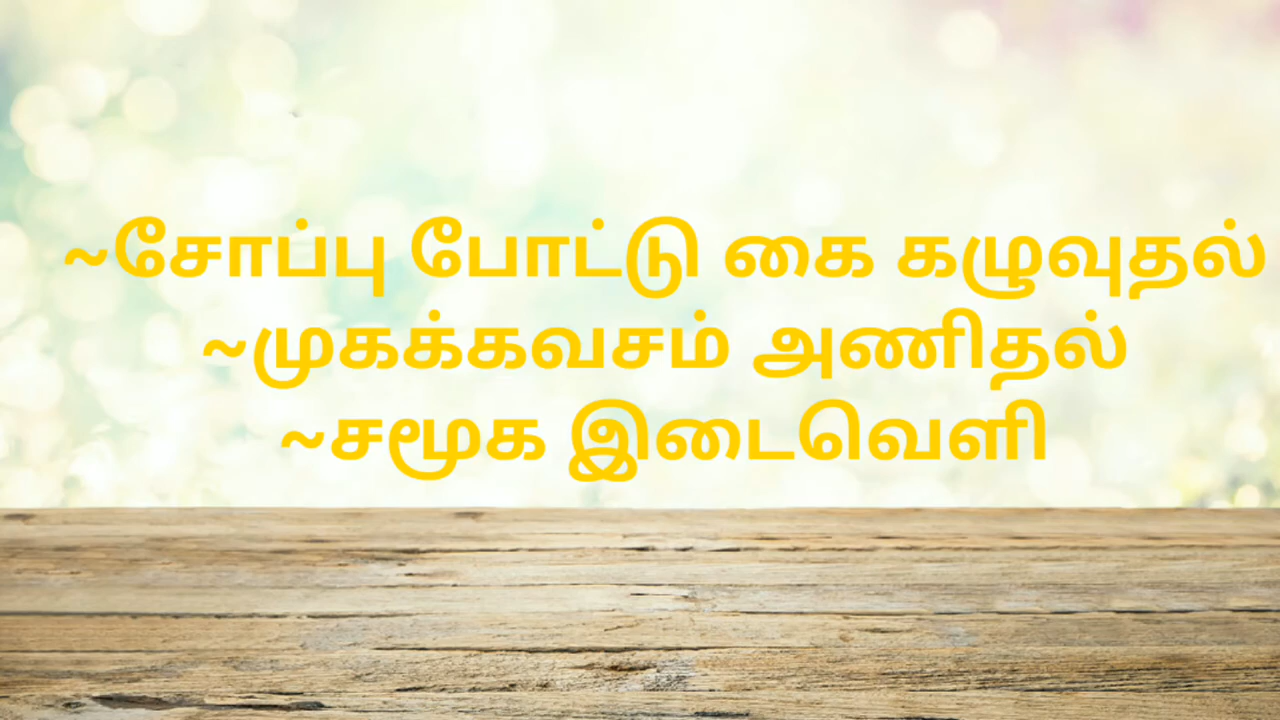 ~சோப்பு போட்டு கை கழுவுதல்
~முகக்கவசம் அணிதல்
~சமூக இடைவெளி